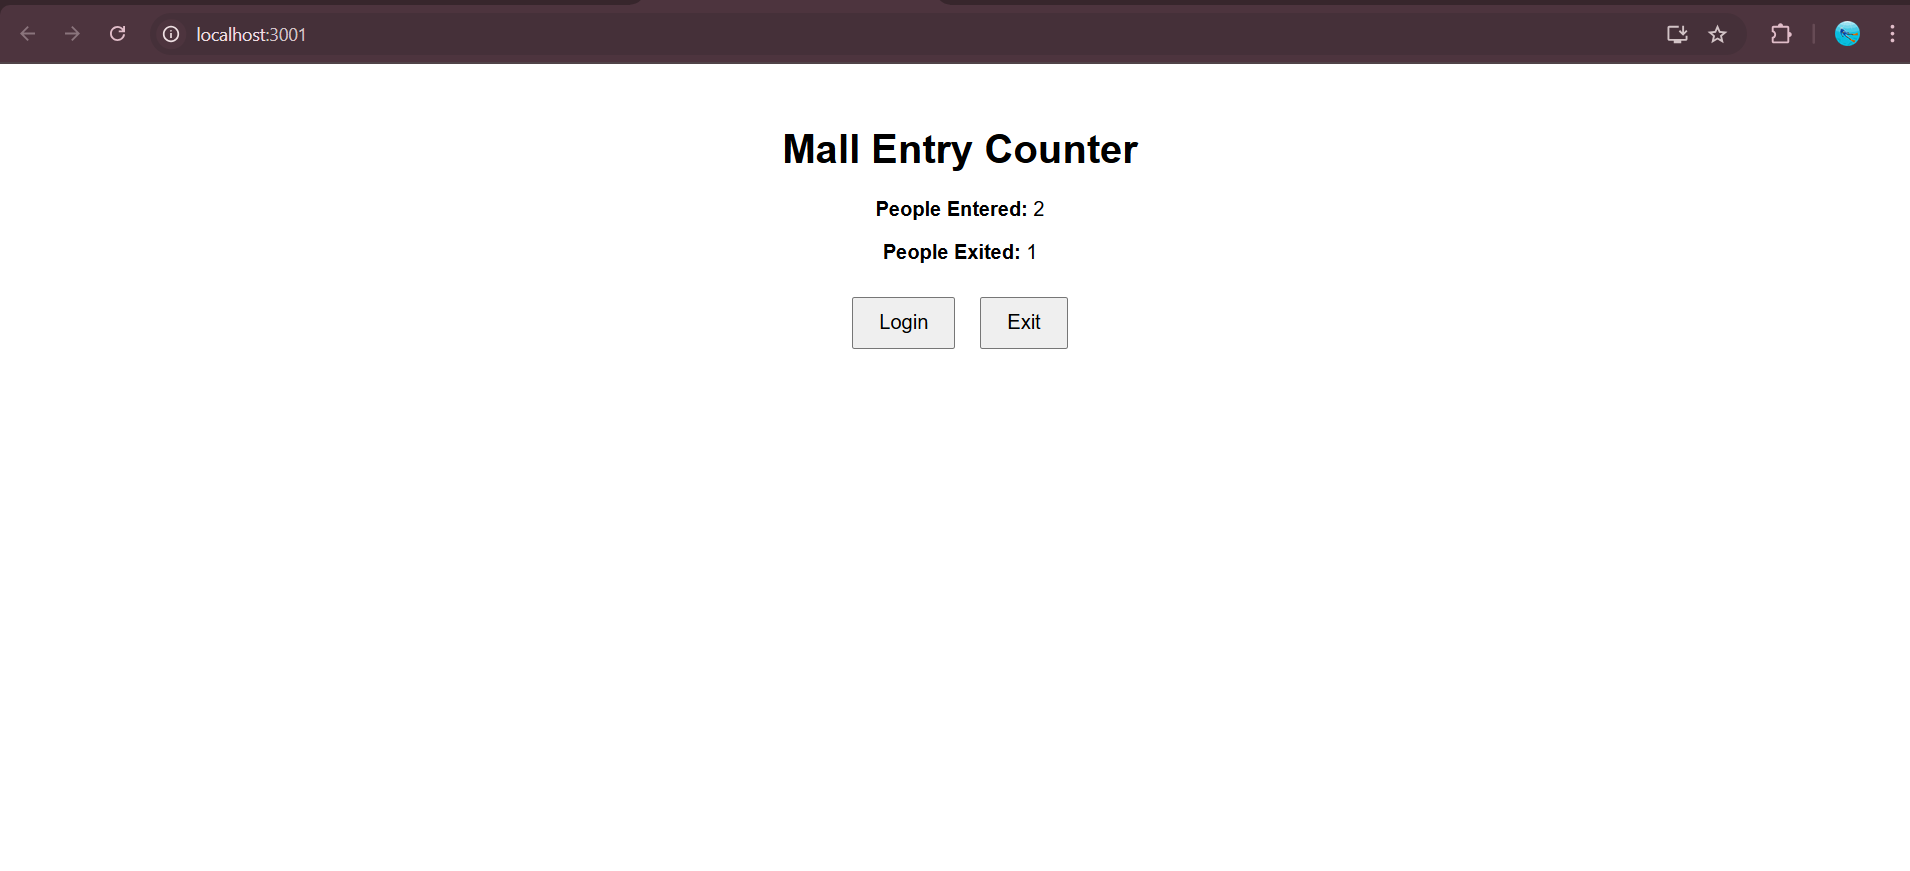 localhost:3001
Mall Entry Counter
People Entered: 2
People Exited: 1
Login Exit